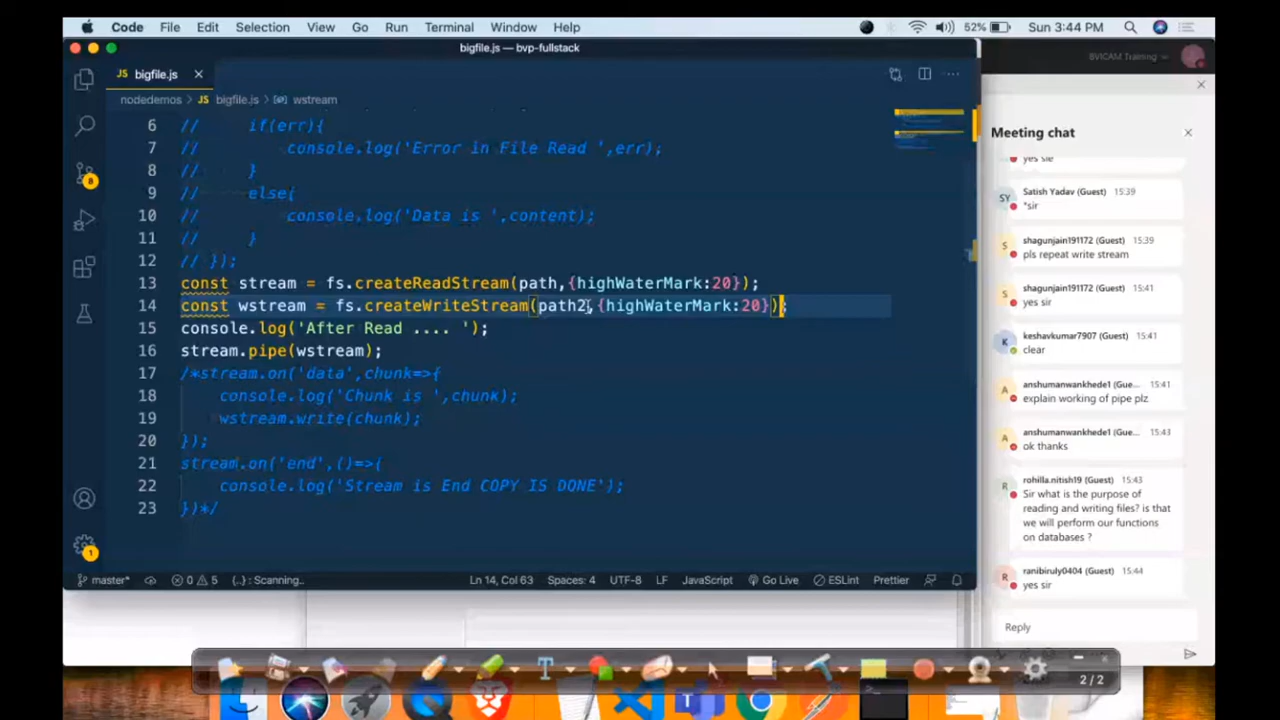 Code File Edit Selection View Go Run Terminal Window Help 52% Sun 3:44 PM
bigfile.js — bvp-fullstack
JS bigfile.js
nodedemos > JS bigfile.js > wstream
6 // if(err){
7 // console.log('Error in File Read ',err);
8 // }
9 // else{
10 // console.log('Data is ',content);
11 // }
12 // });
13 const stream = fs.createReadStream(path,{highWaterMark:20});
14 const wstream = fs.createWriteStream(path2,{highWaterMark:20});
15 console.log('After Read .... ');
16 stream.pipe(wstream);
17 /*stream.on('data',chunk=>{
18 console.log('Chunk is ',chunk);
19 wstream.write(chunk);
20 });
21 stream.on('end',()=>{
22 console.log('Stream is End COPY IS DONE');
23 })*/
8
1
master* 0 5 {..} : Scanning.. Ln 14, Col 63 Spaces: 4 UTF-8 LF JavaScript Go Live ESLint Prettier
BVICAM Training
Meeting chat
yes sie
SY Satish Yadav (Guest) 15:39
*sir
S shagunjain191172 (Guest) 15:39
pls repeat write stream
S shagunjain191172 (Guest) 15:41
yes sir
K keshavkumar7907 (Guest) 15:41
clear
A anshumanwankhede1 (Gue... 15:41
explain working of pipe plz
A anshumanwankhede1 (Gue... 15:43
ok thanks
R rohilla.nitish19 (Guest) 15:43
Sir what is the purpose of
reading and writing files? is that
we will perform our functions
on databases ?
R ranibiruly0404 (Guest) 15:44
yes sir
Reply
T
2/2